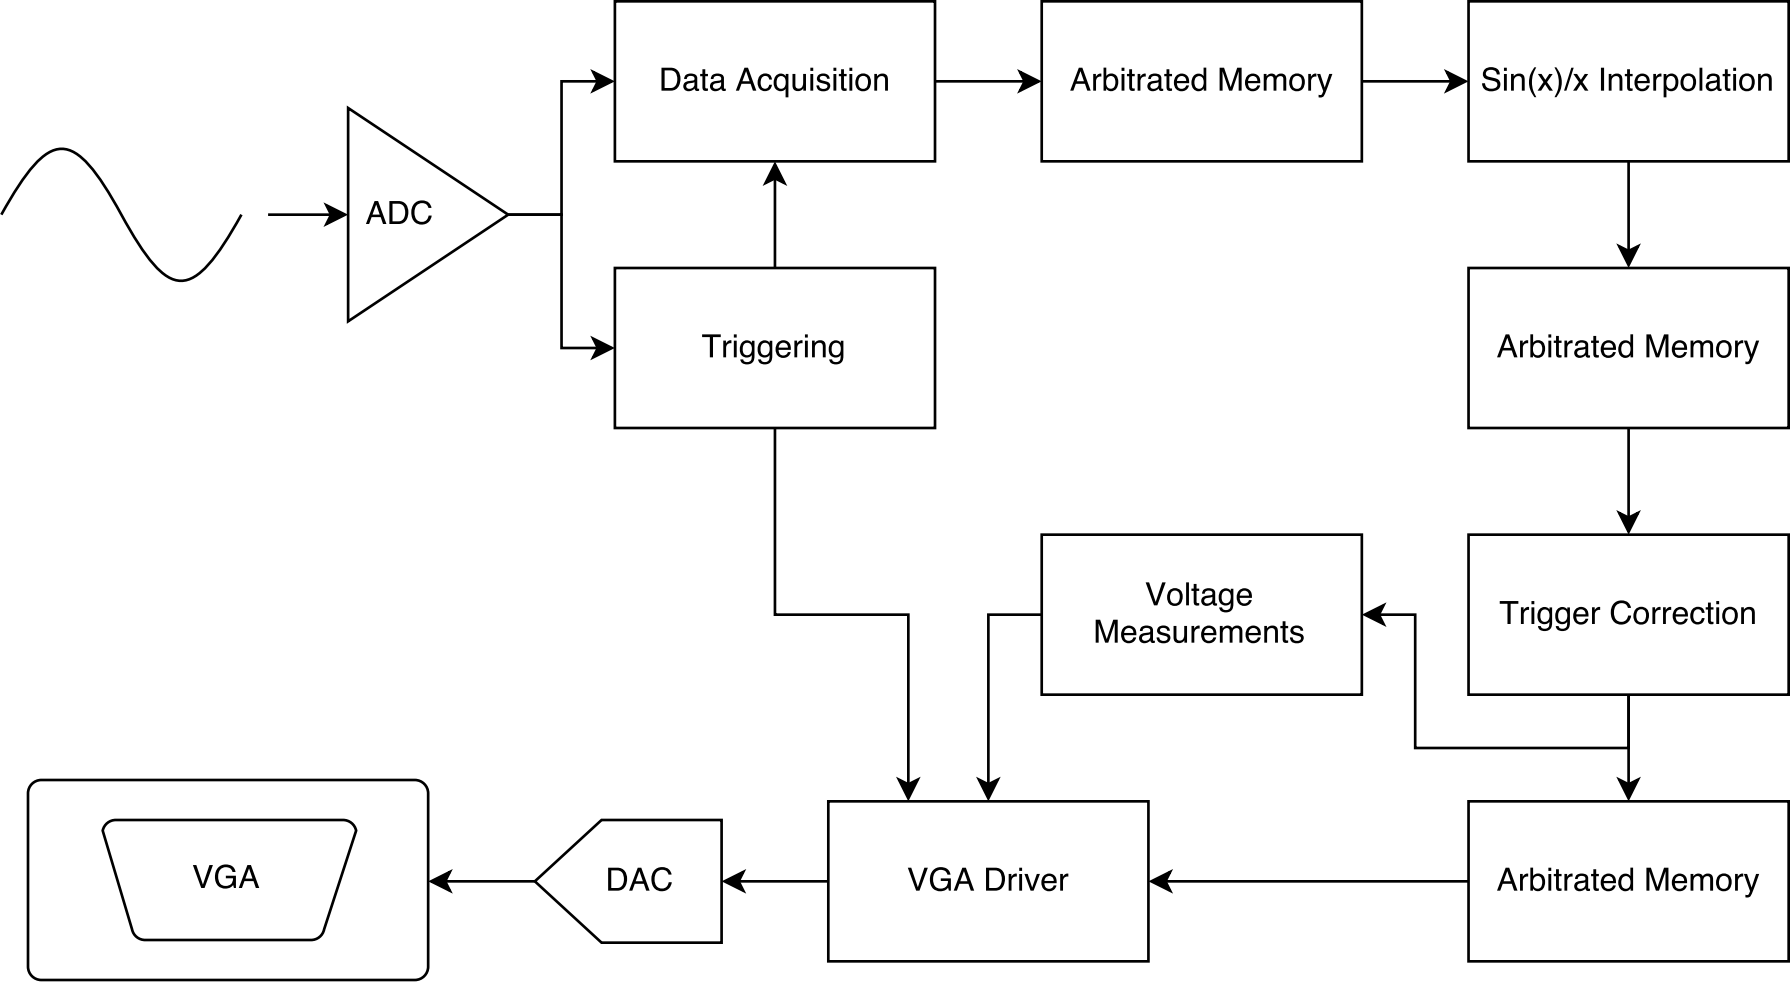 Data Acquisition
Arbitrated Memory
Sin(x)/x Interpolation
ADC
Triggering
Arbitrated Memory
Voltage
Measurements
Trigger Correction
VGA
DAC
VGA Driver
Arbitrated Memory